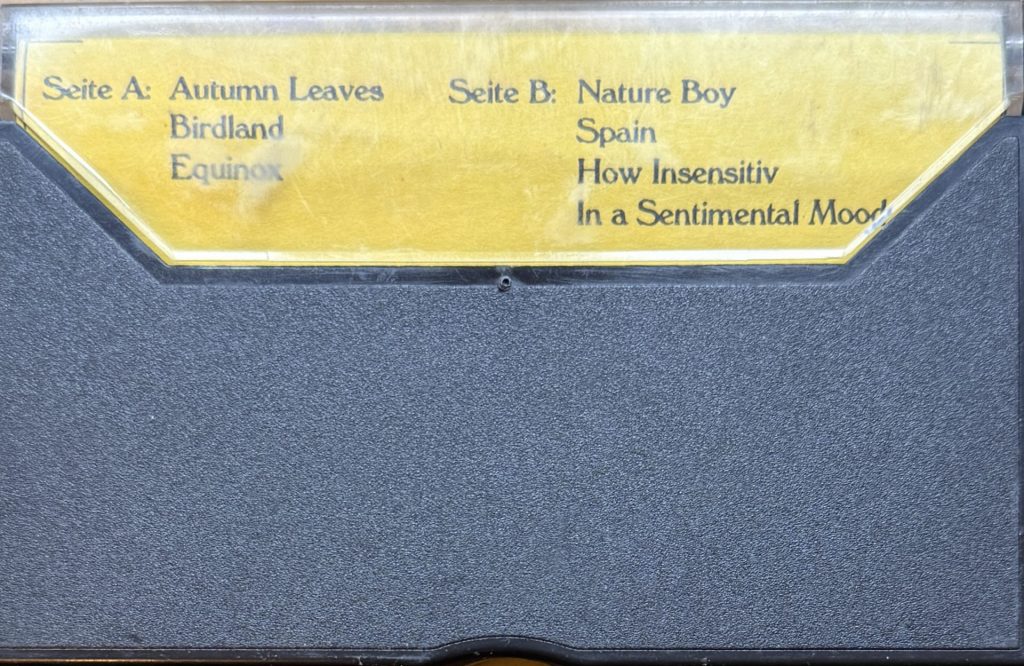 Seite A: Autumn Leaves
Birdland
Equinox
Seite B: Nature Boy
Spain
How Insensitiv
In a Sentimental Mood